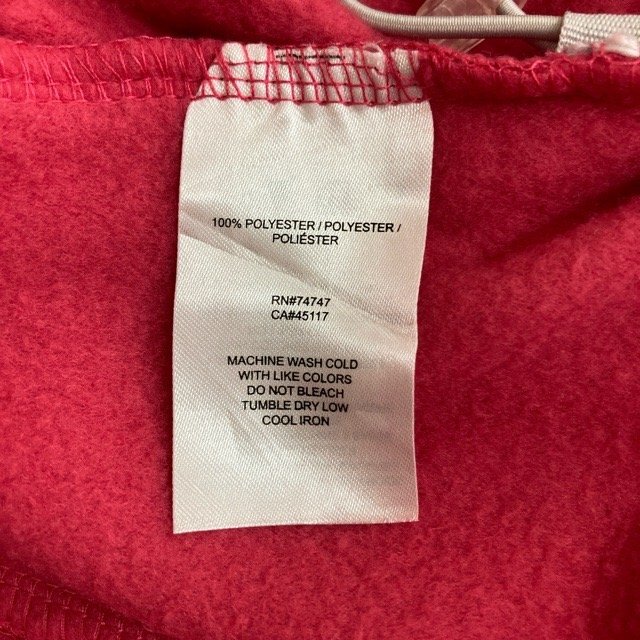 100% POLYESTER / POLYESTER /
POLIÉSTER
RN#74747
CA#45117
MACHINE WASH COLD
WITH LIKE COLORS
DO NOT BLEACH
TUMBLE DRY LOW
COOL IRON